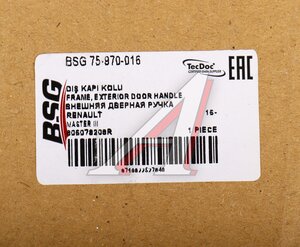 BSG 75-970-016
TecDoc
EAC
BSG
DIŞ KAPI KOLU
FRAME, EXTERIOR DOOR HANDLE
ВНЕШНЯЯ ДВЕРНАЯ РУЧКА
RENAULT
15-
MASTER III
806078208R
1 PIECE